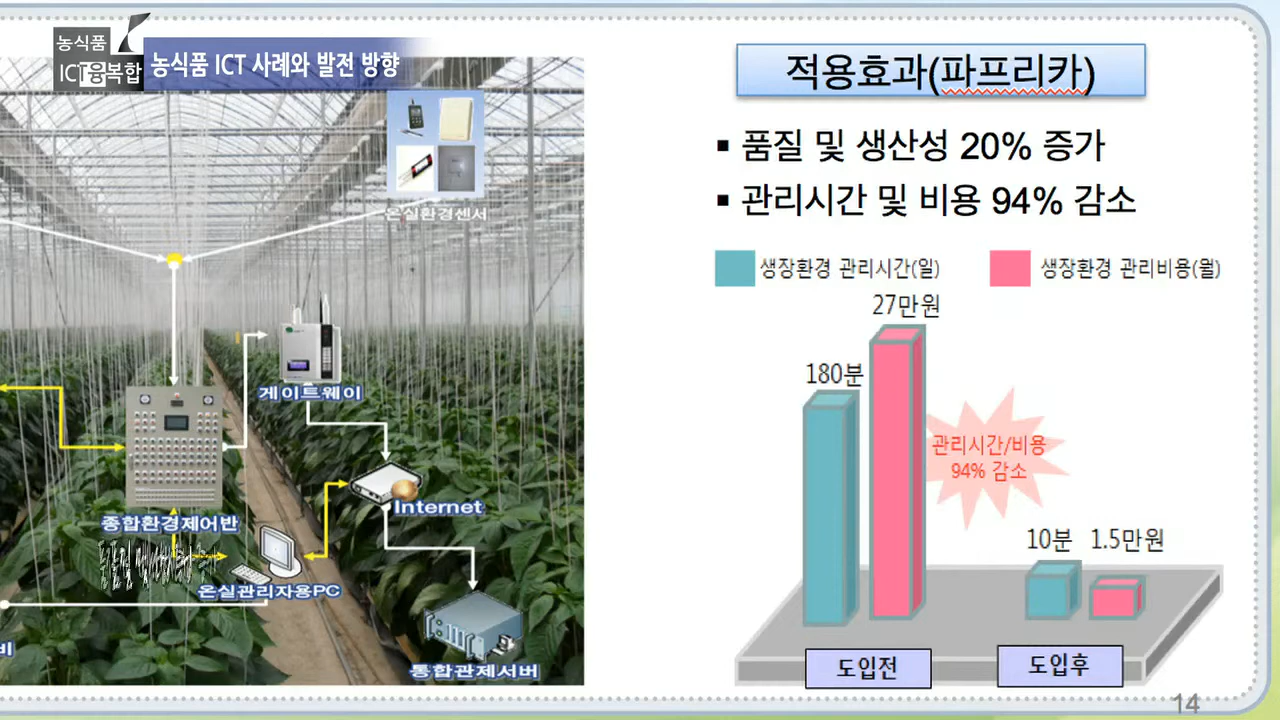 농식품
ICT융복합
농식품 ICT 사례와 발전 방향
온실환경센서
게이트웨이
Internet
종합환경제어반
온실관리자용PC
비
통합관제서버
적용효과(파프리카)
▪ 품질 및 생산성 20% 증가
▪ 관리시간 및 비용 94% 감소
생장환경 관리시간(일)
생장환경 관리비용(월)
27만원
180분
관리시간/비용
94% 감소
10분
1.5만원
도입전
도입후
14